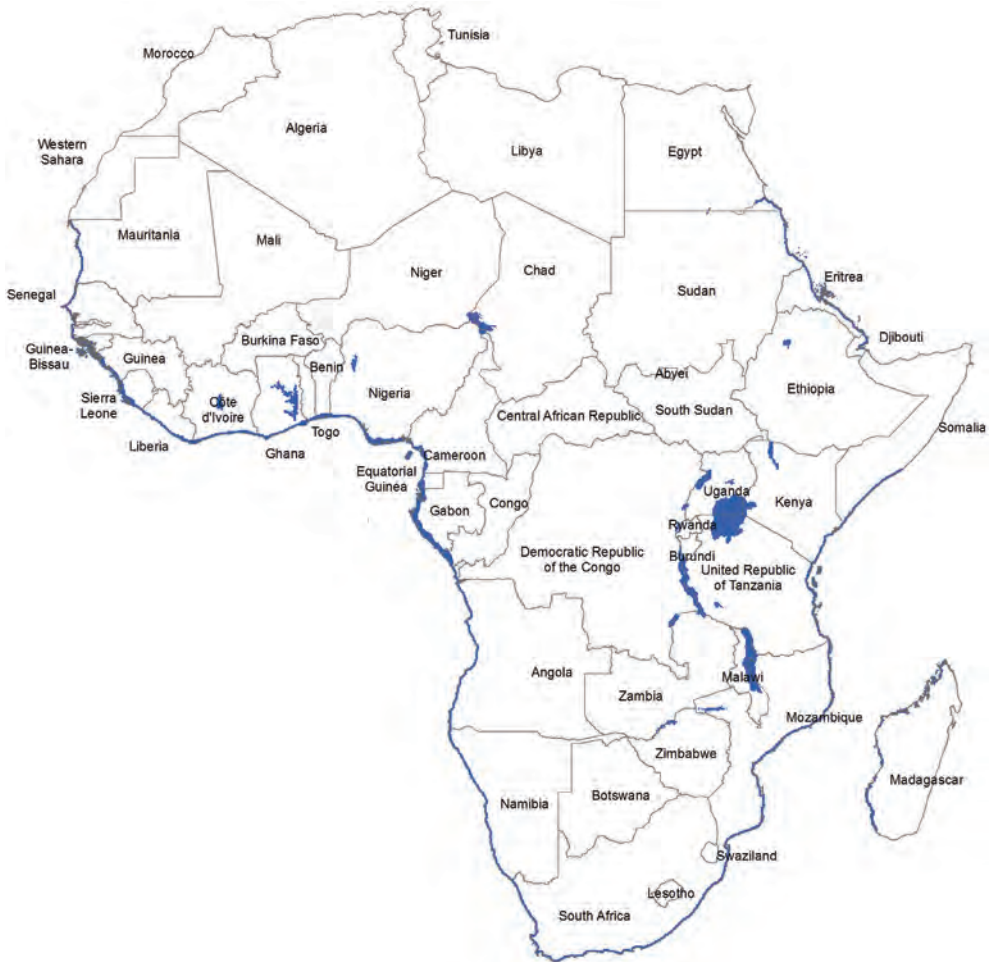 Tunisia
Morocco
Algeria
Western
Sahara
Libya
Egypt
Mauritania
Mali
Niger
Chad
Sudan
Eritrea
Senegal
Djibouti
Burkina Faso
Guinea-
Bissau
Guinea
Benin
Abyei
Ethiopia
Nigeria
Sierra
Leone
Côte
d'Ivoire
Central African Republic
South Sudan
Somalia
Togo
Liberia
Ghana
Cameroon
Equatorial
Guinea
Uganda
Congo
Kenya
Gabon
Rwanda
Democratic Republic
of the Congo
Burundi
United Republic
of Tanzania
Angola
Malawi
Zambia
Mozambique
Zimbabwe
Madagascar
Botswana
Namibia
Swaziland
Lesotho
South Africa